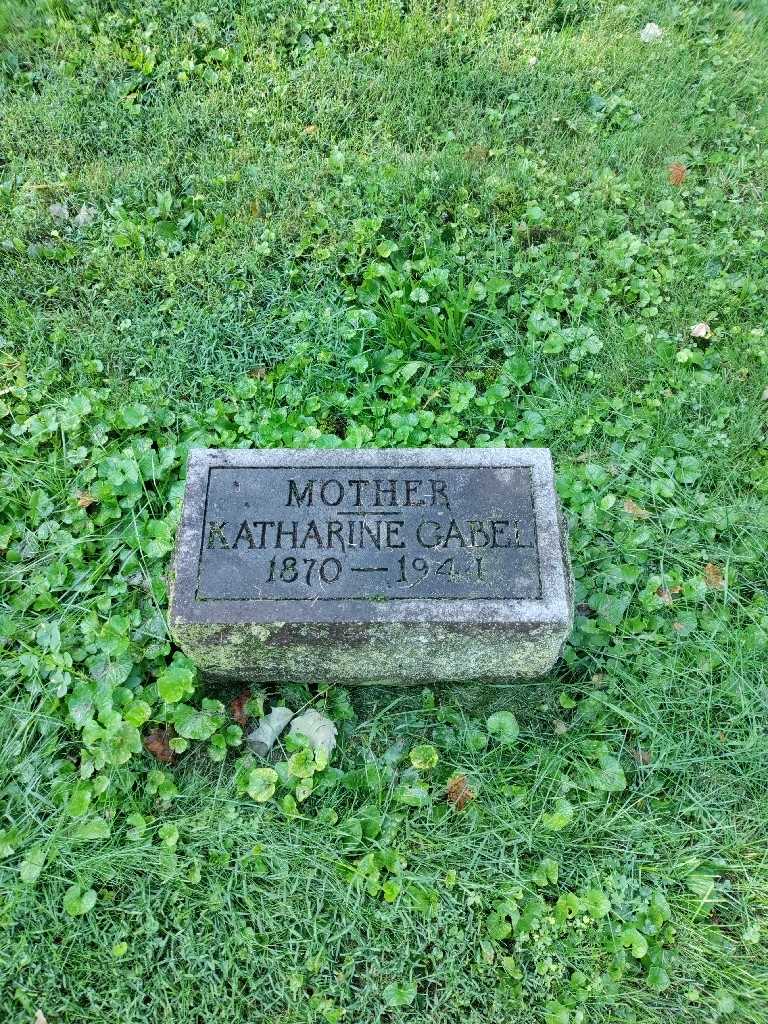 MOTHER
KATHARINE GABEL
1870 — 1941